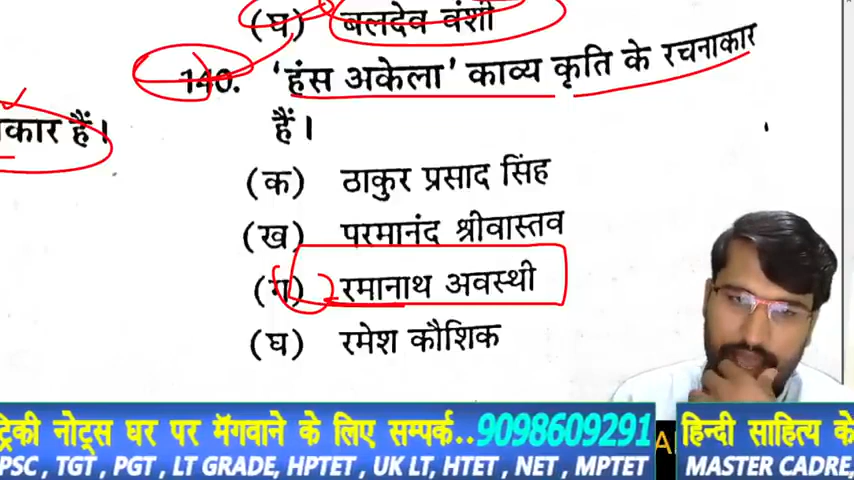 (घ) बलदेव वंशी
140. 'हंस अकेला' काव्य कृति के रचनाकार
हैं।
कार हैं।
(क) ठाकुर प्रसाद सिंह
(ख) परमानंद श्रीवास्तव
(ग) रमानाथ अवस्थी
(घ) रमेश कौशिक
ट्रिकी नोट्स घर पर मँगवाने के लिए सम्पर्क..9098609291
हिन्दी साहित्य के
PSC, TGT, PGT, LT GRADE, HPTET, UK LT, HTET, NET, MPTET
MASTER CADRE,